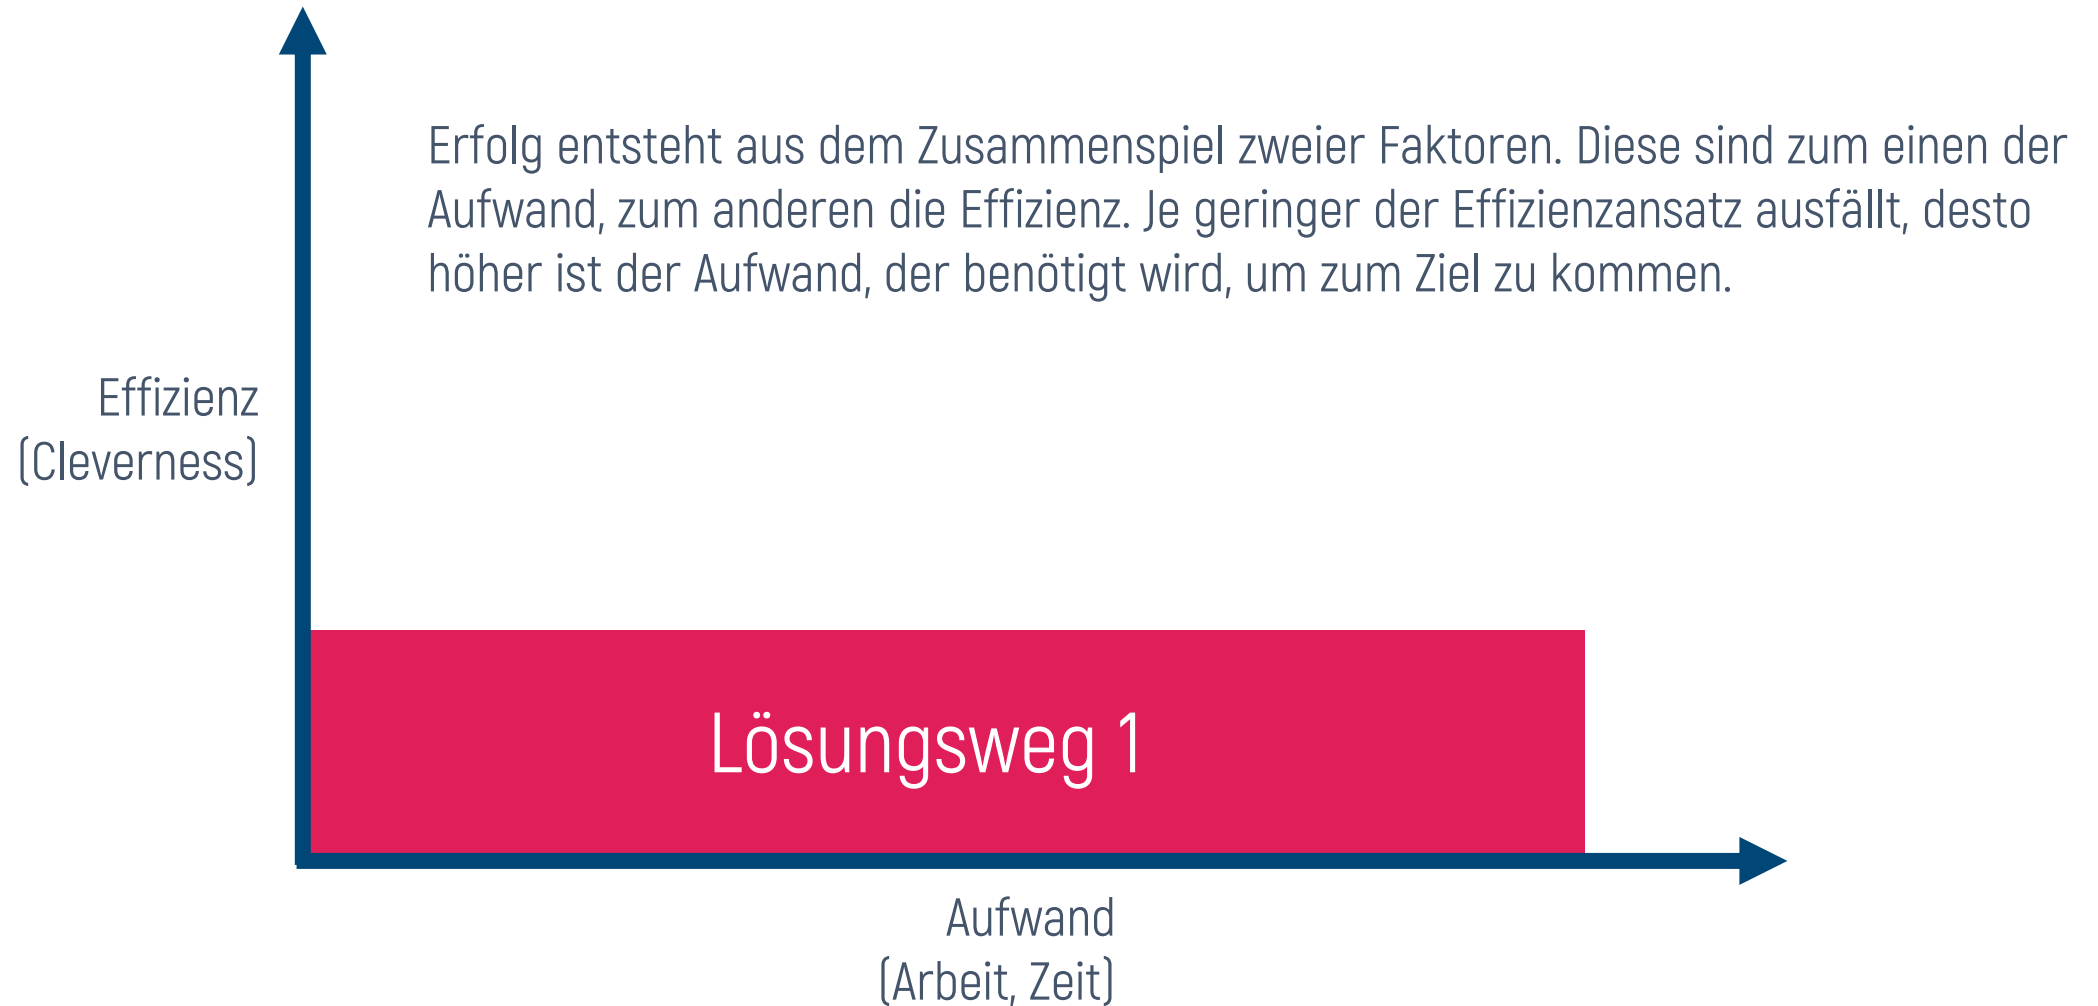 Erfolg entsteht aus dem Zusammenspiel zweier Faktoren. Diese sind zum einen der
Aufwand, zum anderen die Effizienz. Je geringer der Effizienzansatz ausfällt, desto
höher ist der Aufwand, der benötigt wird, um zum Ziel zu kommen.
Effizienz
(Cleverness)
Lösungsweg 1
Aufwand
(Arbeit, Zeit)